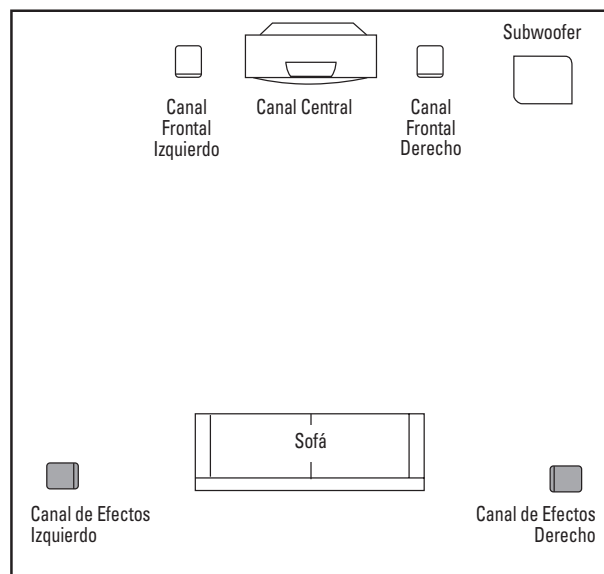 Subwoofer
Canal
Frontal
Izquierdo
Canal Central
Canal
Frontal
Derecho
Sofá
Canal de Efectos
Izquierdo
Canal de Efectos
Derecho